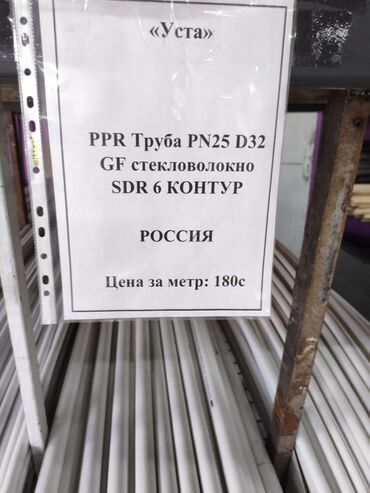 «Уста»
PPR Труба PN25 D32
GF стекловолокно
SDR 6 КОНТУР
РОССИЯ
Цена за метр: 180с